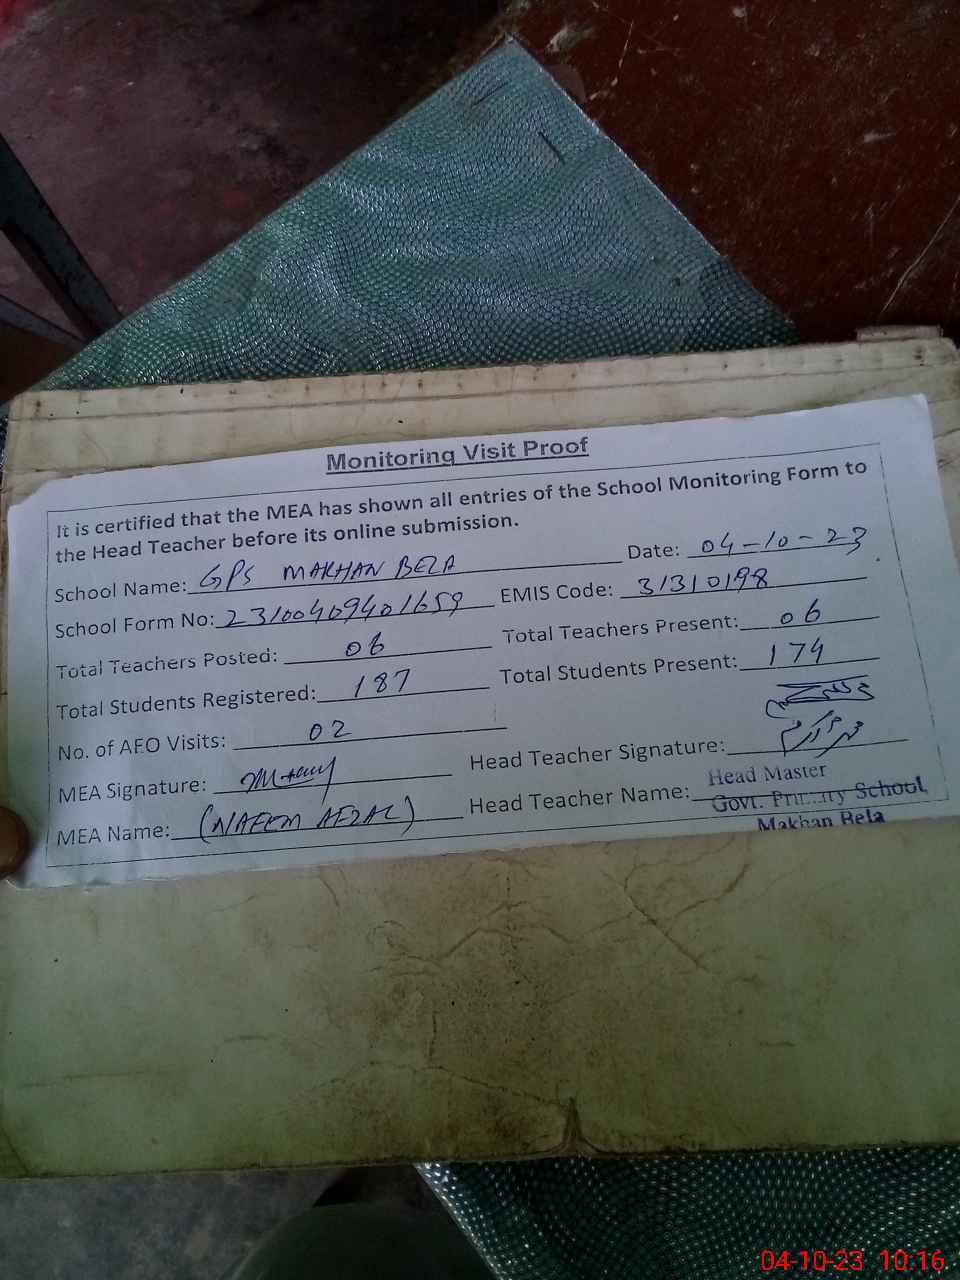 Monitoring Visit Proof
It is certified that the MEA has shown all entries of the School Monitoring Form to
the Head Teacher before its online submission.
School Name: GPS MAKHAN BELA Date: 04-10-23
School Form No: 23100409401659 EMIS Code: 31310198
Total Teachers Posted: 06 Total Teachers Present: 06
Total Students Registered: 187 Total Students Present: 174
No. of AEO Visits: 02
MEA Signature: Head Teacher Signature:
MEA Name: (NAEEM AFZAL) Head Teacher Name: Head Master
Govt. Primary School,
Makhan Bela
04-10-23 10:16